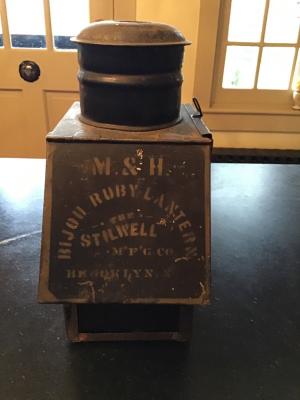 M. & H.
BIJOU RUBY LANTERN
THE
STILWELL
M'F'G CO
BROOKLYN, N